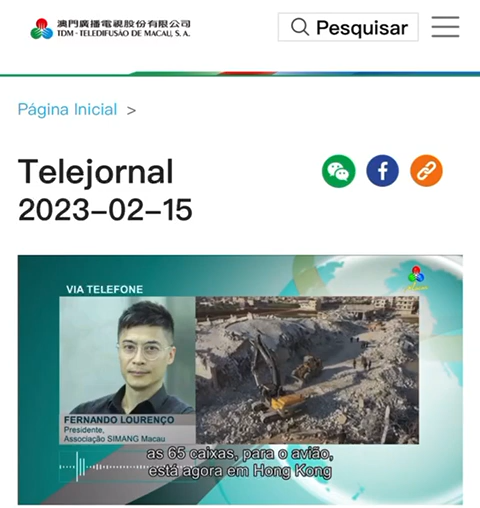 澳門廣播電視股份有限公司
TDM - TELEDIFUSÃO DE MACAU, S. A.
Pesquisar
Página Inicial >
Telejornal
2023-02-15
VIA TELEFONE
FERNANDO LOURENÇO
Presidente,
Associação SIMANG Macau
as 65 caixas, para o avião,
está agora em Hong Kong